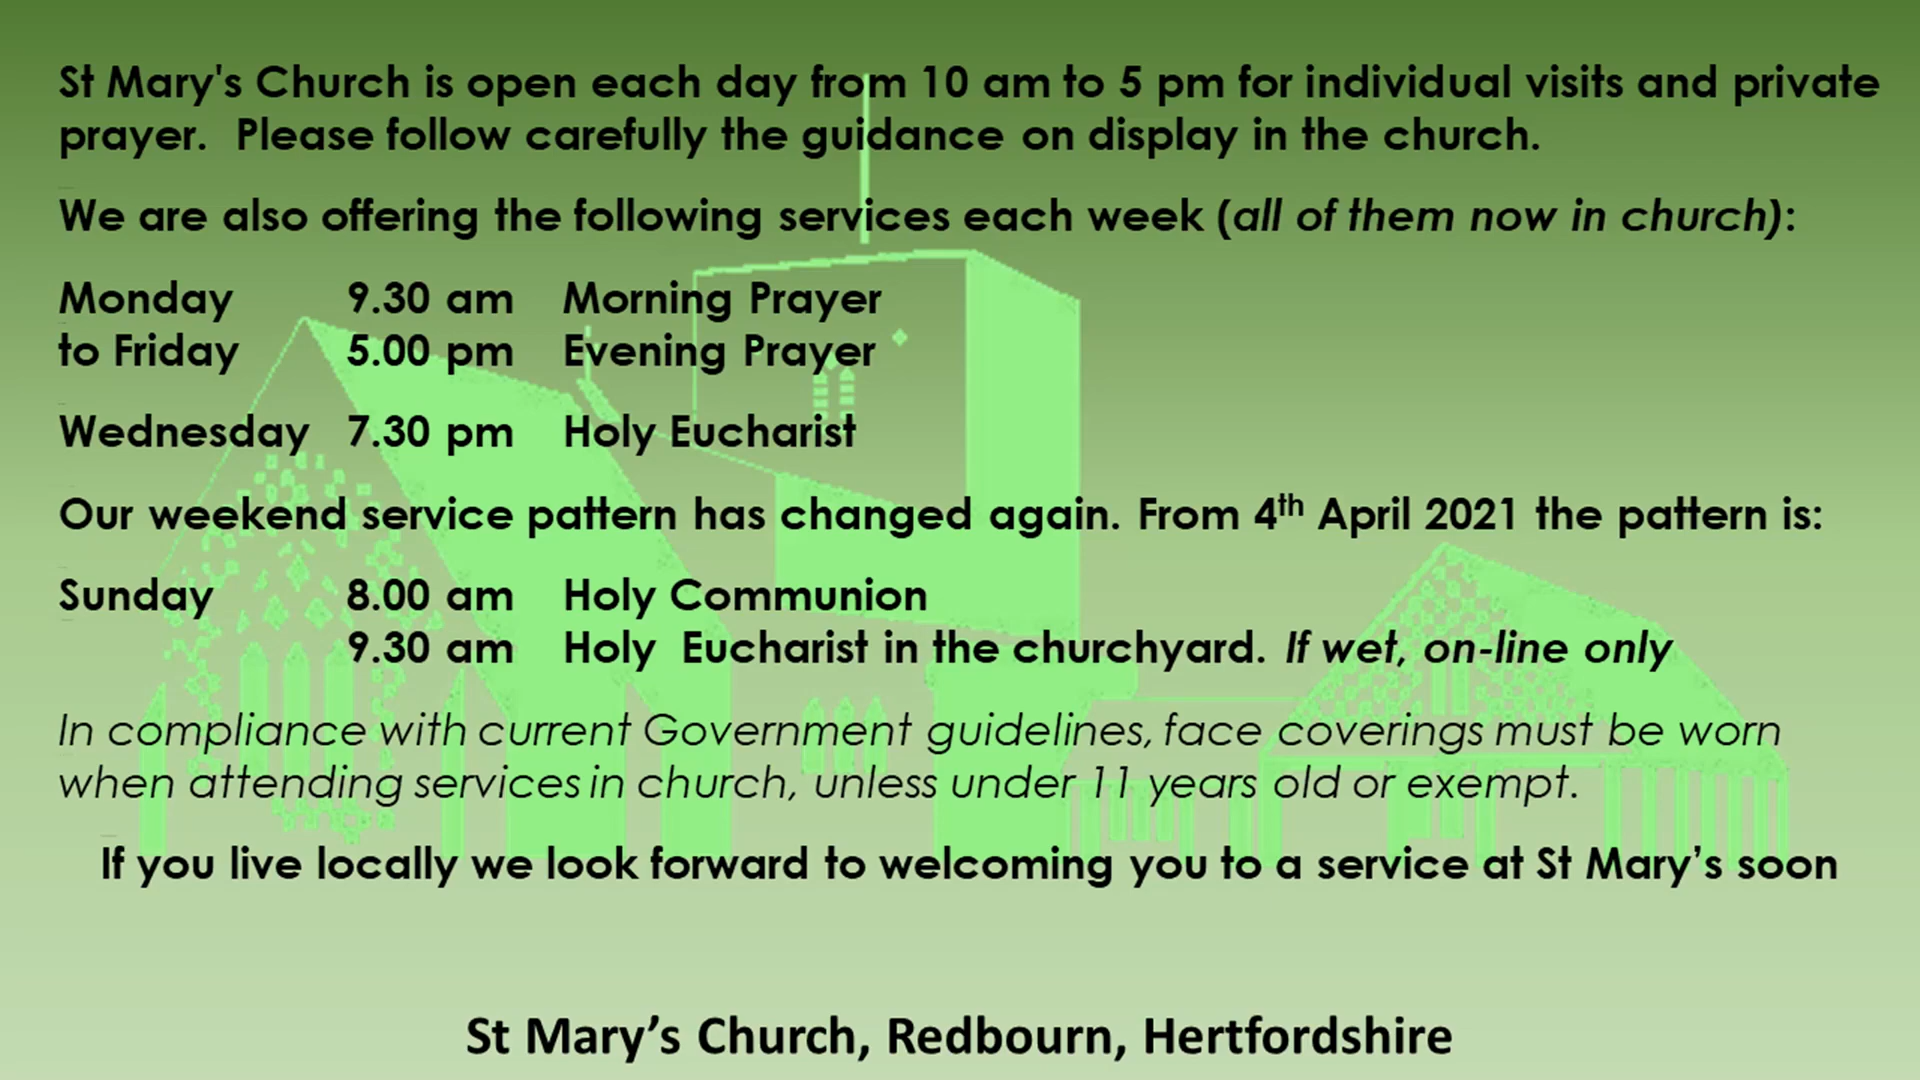 St Mary's Church is open each day from 10 am to 5 pm for individual visits and private
prayer. Please follow carefully the guidance on display in the church.
We are also offering the following services each week (all of them now in church):
Monday 9.30 am Morning Prayer
to Friday 5.00 pm Evening Prayer
Wednesday 7.30 pm Holy Eucharist
Our weekend service pattern has changed again. From 4th April 2021 the pattern is:
Sunday 8.00 am Holy Communion
9.30 am Holy Eucharist in the churchyard. If wet, on-line only
In compliance with current Government guidelines, face coverings must be worn
when attending services in church, unless under 11 years old or exempt.
If you live locally we look forward to welcoming you to a service at St Mary’s soon
St Mary’s Church, Redbourn, Hertfordshire